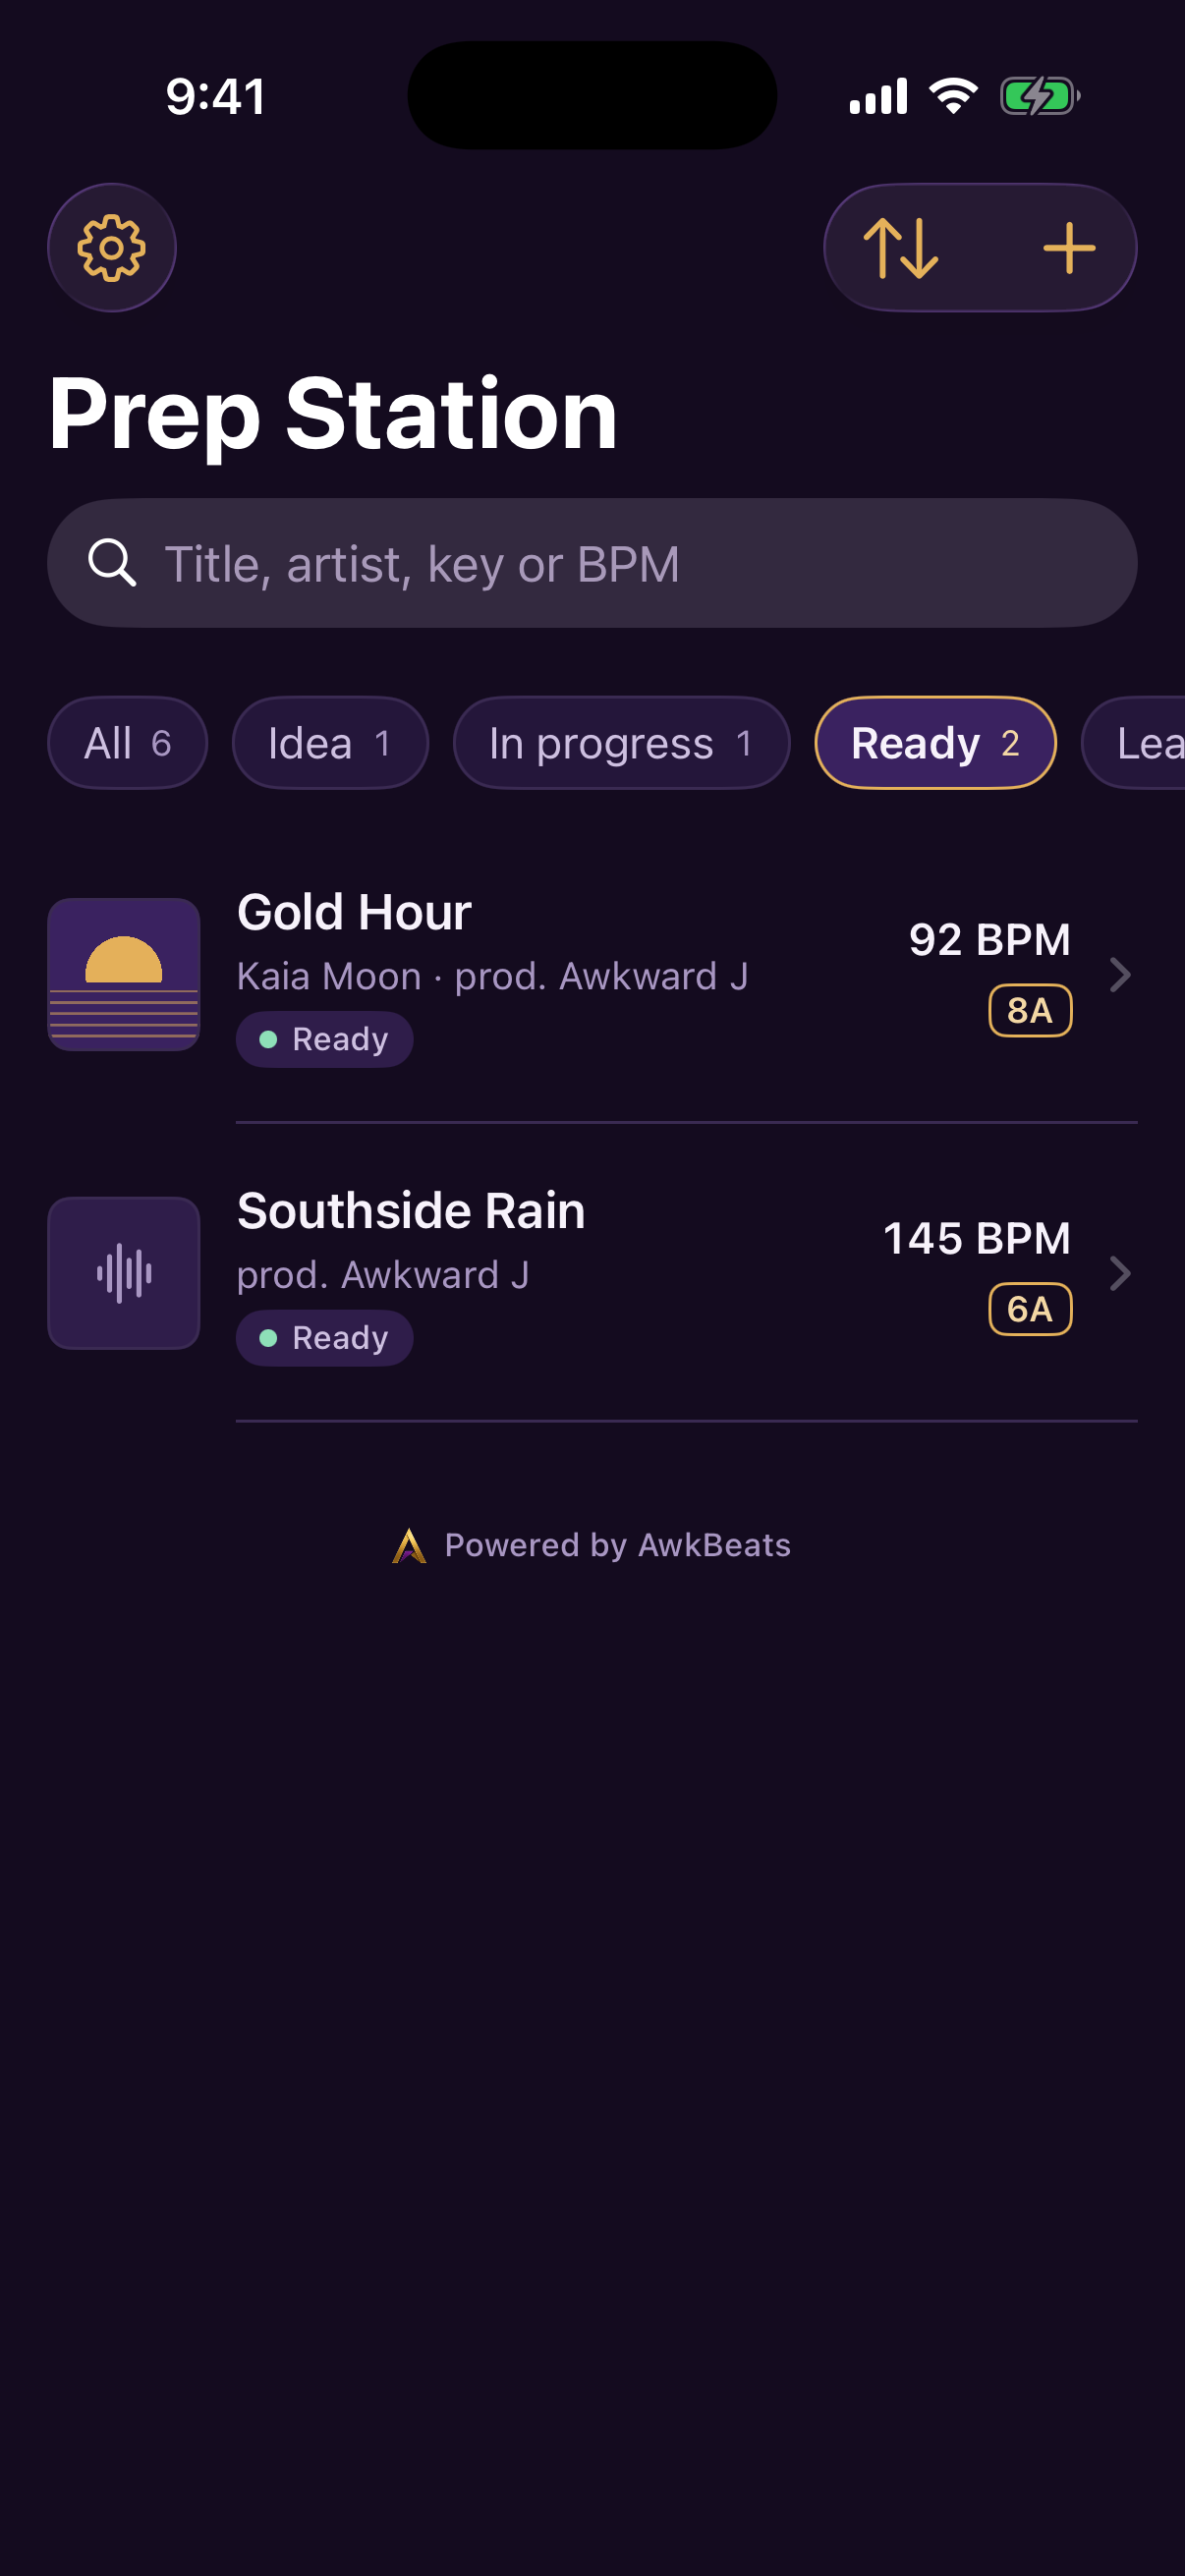 9:41
Prep Station
Title, artist, key or BPM
All 6 Idea 1 In progress 1 Ready 2 Lea
Gold Hour
Kaia Moon · prod. Awkward J
Ready
92 BPM
8A
Southside Rain
prod. Awkward J
Ready
145 BPM
6A
Powered by AwkBeats